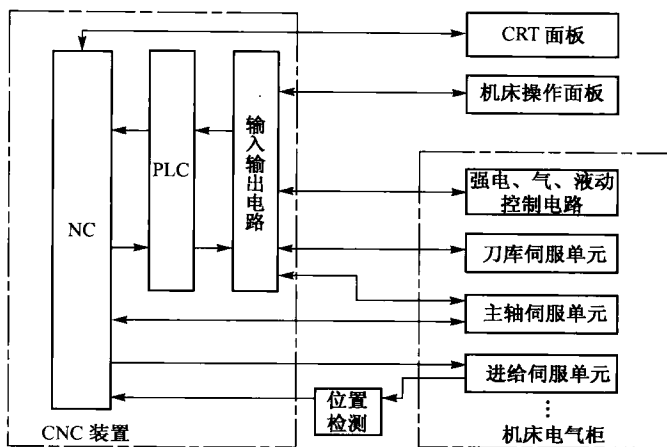 CRT 面板
机床操作面板
NC
PLC
输入输出电路
强电、气、液动
控制电路
刀库伺服单元
主轴伺服单元
进给伺服单元
位置
检测
CNC 装置
机床电气柜